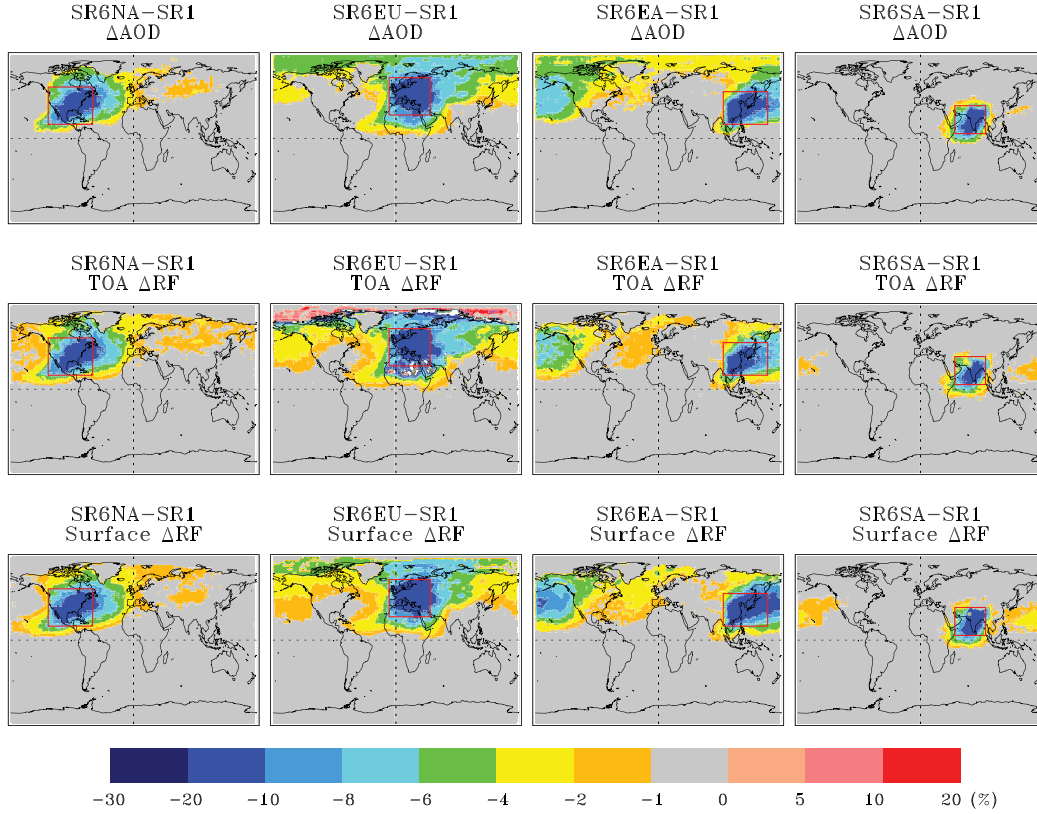 SR6NA−SR1 SR6EU−SR1 SR6EA−SR1 SR6SA−SR1
ΔAOD ΔAOD ΔAOD ΔAOD
SR6NA−SR1 SR6EU−SR1 SR6EA−SR1 SR6SA−SR1
TOA ΔRF TOA ΔRF TOA ΔRF TOA ΔRF
SR6NA−SR1 SR6EU−SR1 SR6EA−SR1 SR6SA−SR1
Surface ΔRF Surface ΔRF Surface ΔRF Surface ΔRF
−30 −20 −10 −8 −6 −4 −2 −1 0 5 10 20 (%)